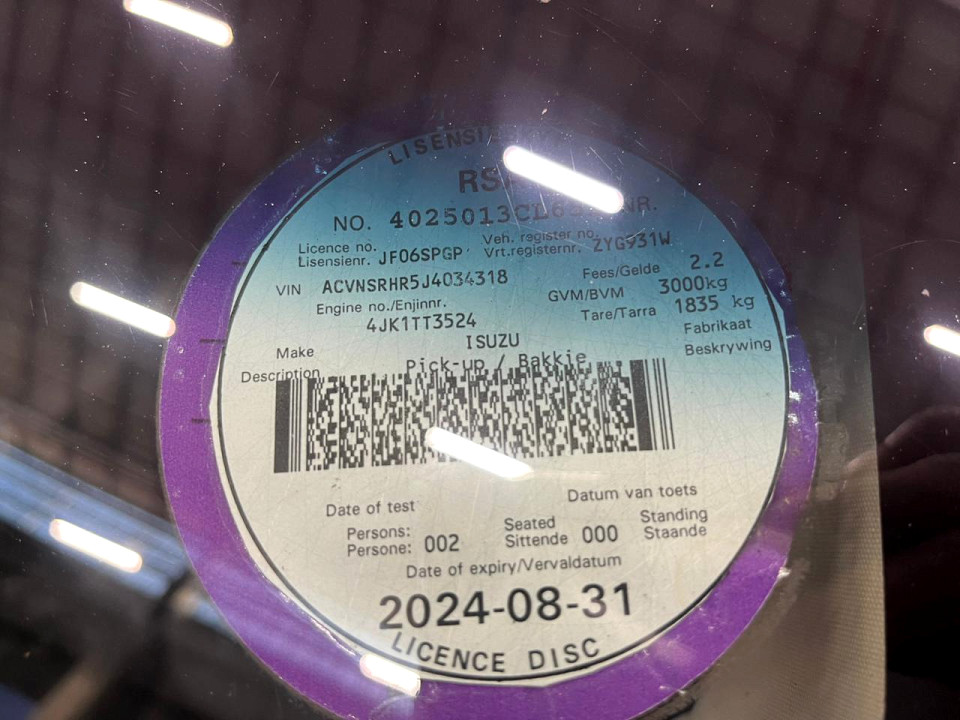 LISENSI
RS
NO. 4025013CL NR.
Licence no. Veh. register no.
Lisensienr. JF06SPGP Vrt.registernr. ZYG931W
VIN ACVNSRHR5J4034318 Fees/Gelde 2.2
Engine no./Enjinnr. GVM/BVM 3000kg
4JK1TT3524 Tare/Tarra 1835 kg
Make ISUZU Fabrikaat
Description Pick-up / Bakkie Beskrywing
Date of test Datum van toets
Persons: Seated Standing
Persone: 002 Sittende 000 Staande
Date of expiry/Vervaldatum
2024-08-31
LICENCE DISC